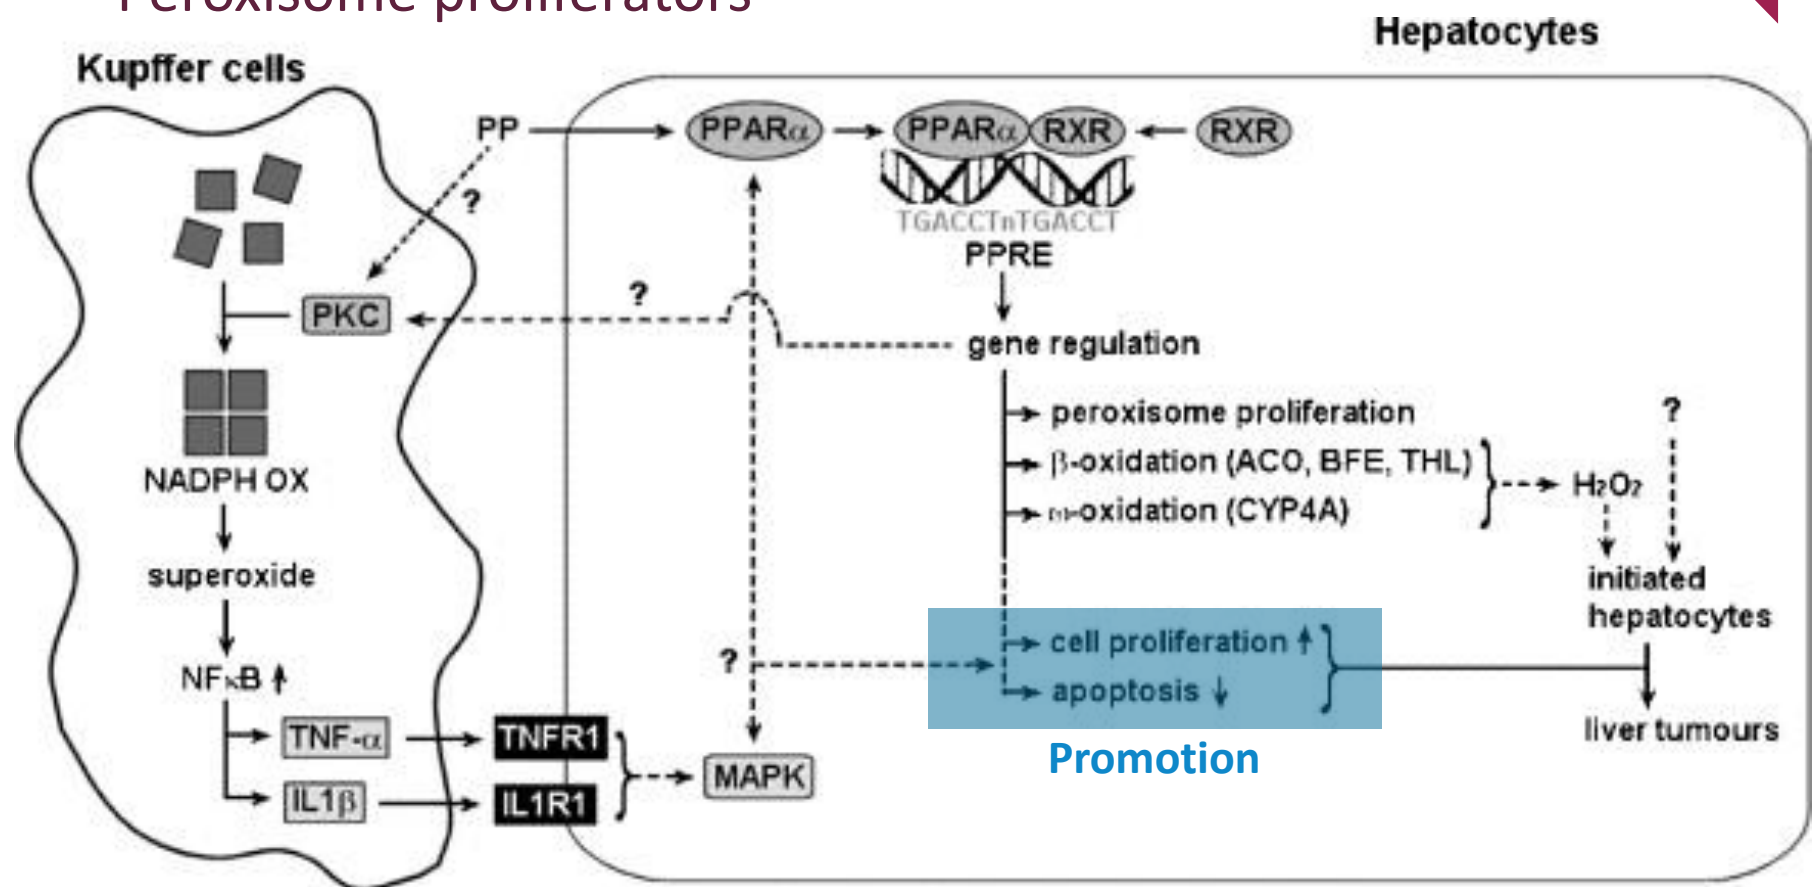 Peroxisome proliferators
Hepatocytes
Kupffer cells
PP
PPARα
PPARα
RXR
RXR
?
TGACCTnTGACCT
PPRE
PKC
?
gene regulation
peroxisome proliferation
?
β-oxidation (ACO, BFE, THL)
H₂O₂
ω-oxidation (CYP4A)
NADPH OX
superoxide
initiated
hepatocytes
cell proliferation ↑
?
apoptosis ↓
NFκB ↑
TNF-α
TNFR1
liver tumours
Promotion
MAPK
IL1β
IL1R1